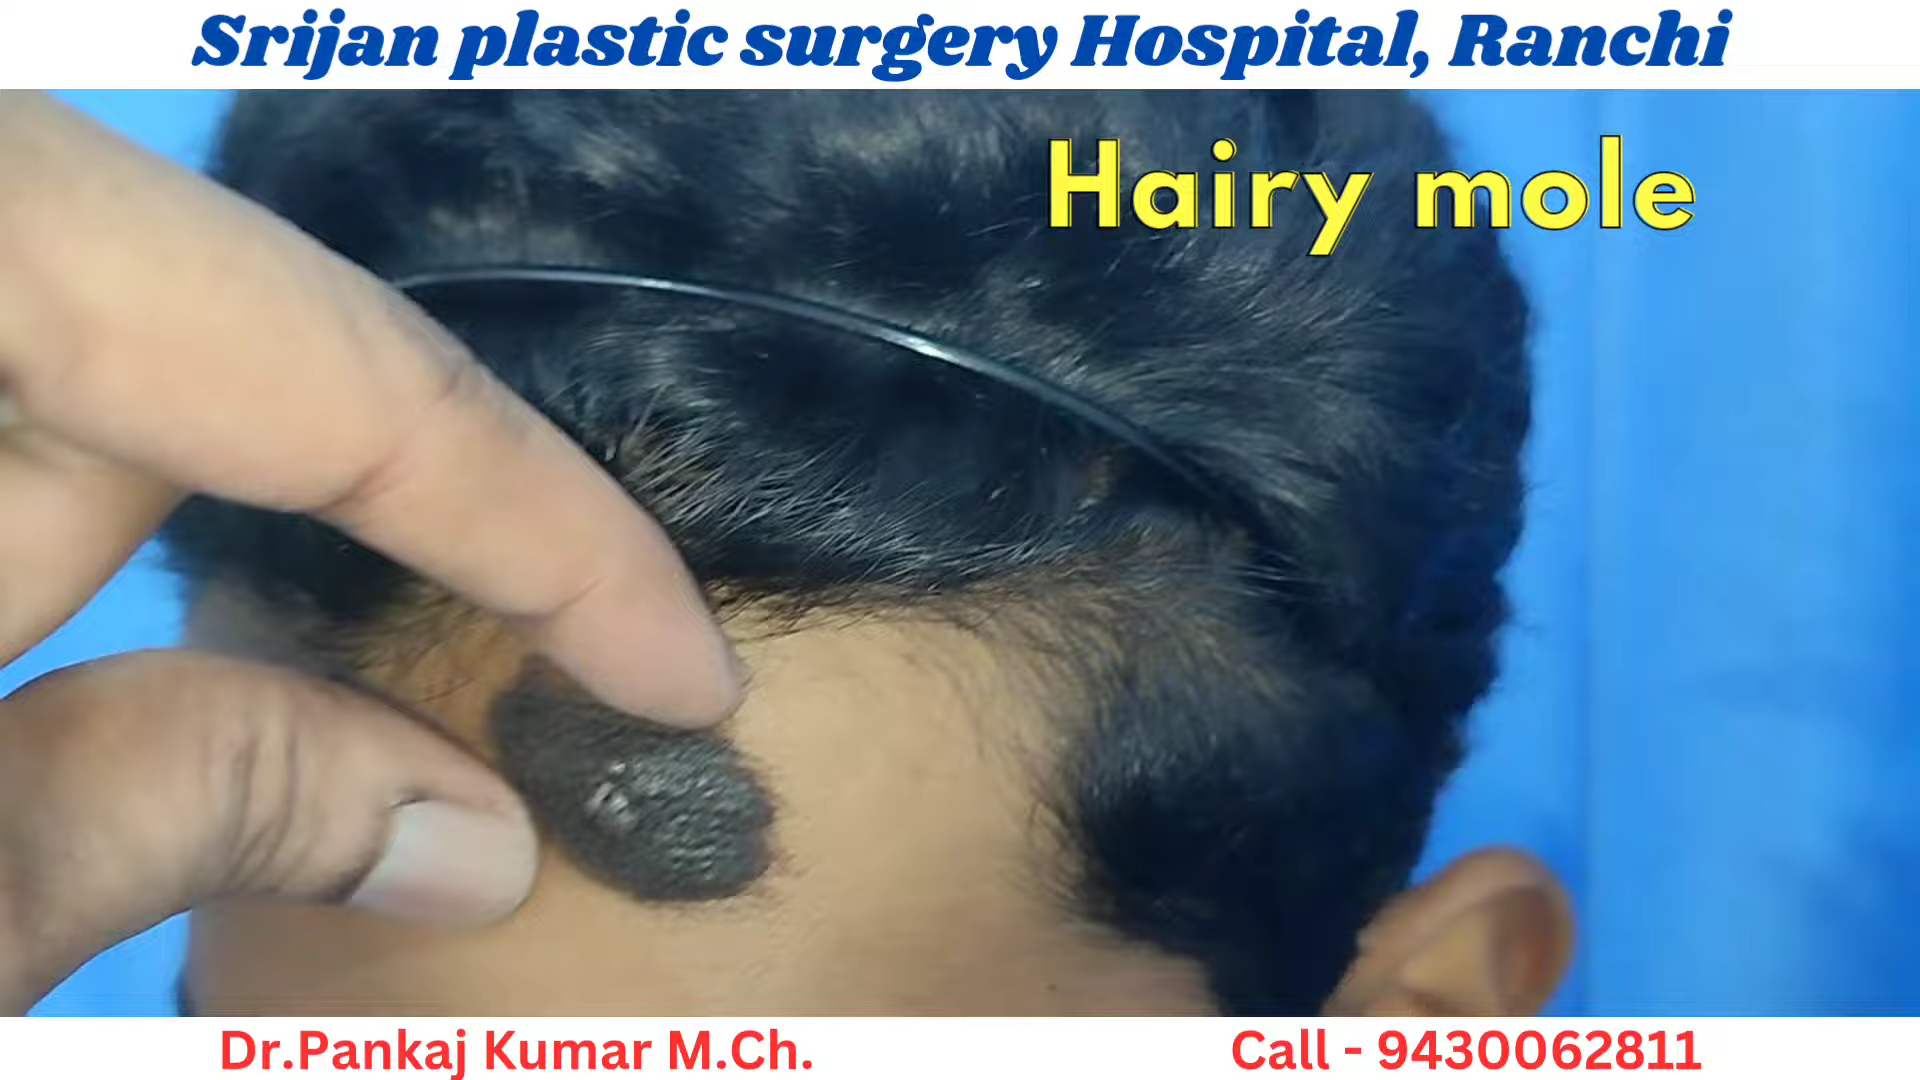 Srijan plastic surgery Hospital, Ranchi
Hairy mole
Dr.Pankaj Kumar M.Ch.
Call - 9430062811